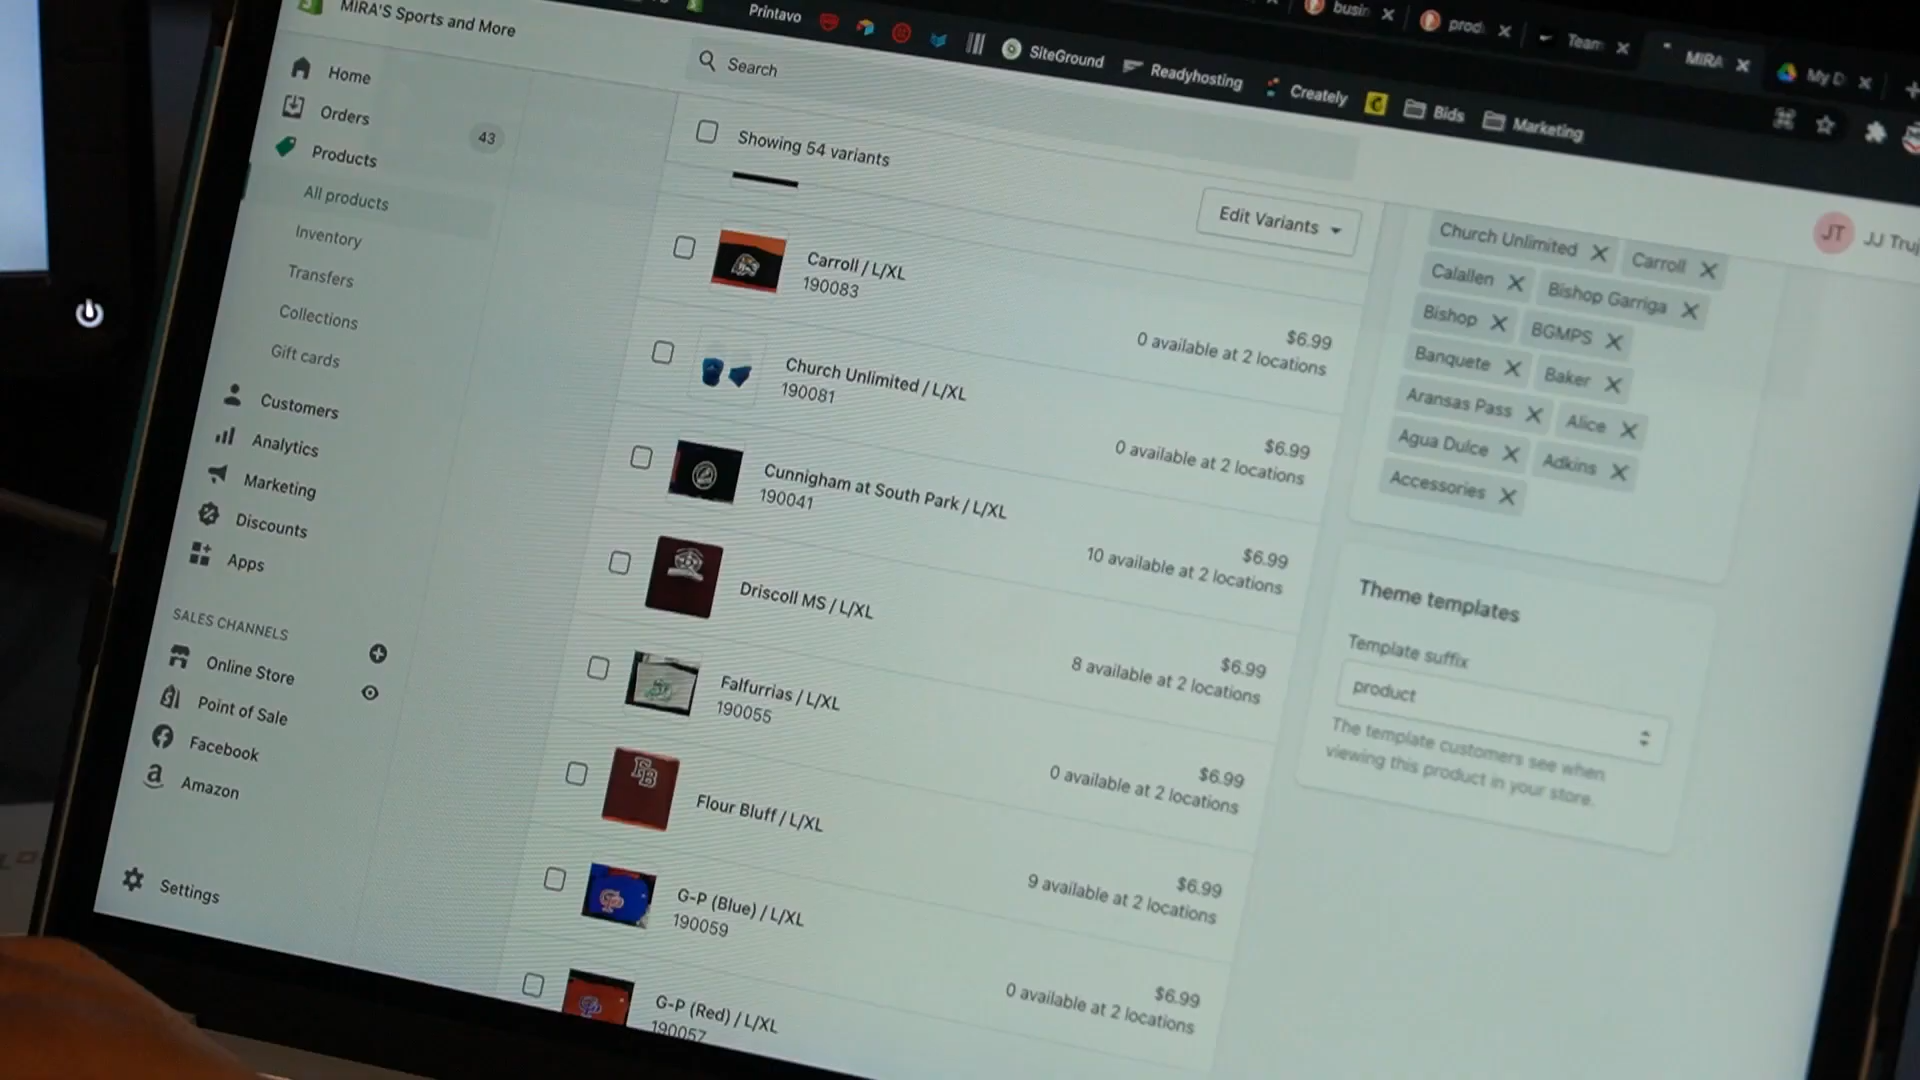 MIRA'S Sports and More
Printavo
SiteGround
Readyhosting
Creately
Bids
Marketing
Team
MIRA
My D
Search
Home
Orders
43
Products
All products
Inventory
Transfers
Collections
Gift cards
Customers
Analytics
Marketing
Discounts
Apps
SALES CHANNELS
Online Store
Point of Sale
Facebook
Amazon
Settings
Showing 54 variants
Edit Variants
Carroll / L/XL
190083
$6.99
0 available at 2 locations
Church Unlimited / L/XL
190081
$6.99
0 available at 2 locations
Cunnigham at South Park / L/XL
190041
$6.99
10 available at 2 locations
Driscoll MS / L/XL
$6.99
8 available at 2 locations
Falfurrias / L/XL
190055
$6.99
0 available at 2 locations
FB
Flour Bluff / L/XL
$6.99
9 available at 2 locations
G-P (Blue) / L/XL
190059
$6.99
0 available at 2 locations
G-P (Red) / L/XL
190057
JT
Church Unlimited
Carroll
Calallen
Bishop Garriga
Bishop
BGMPS
Banquete
Baker
Aransas Pass
Alice
Agua Dulce
Adkins
Accessories
Theme templates
Template suffix
product
The template customers see when
viewing this product in your store.